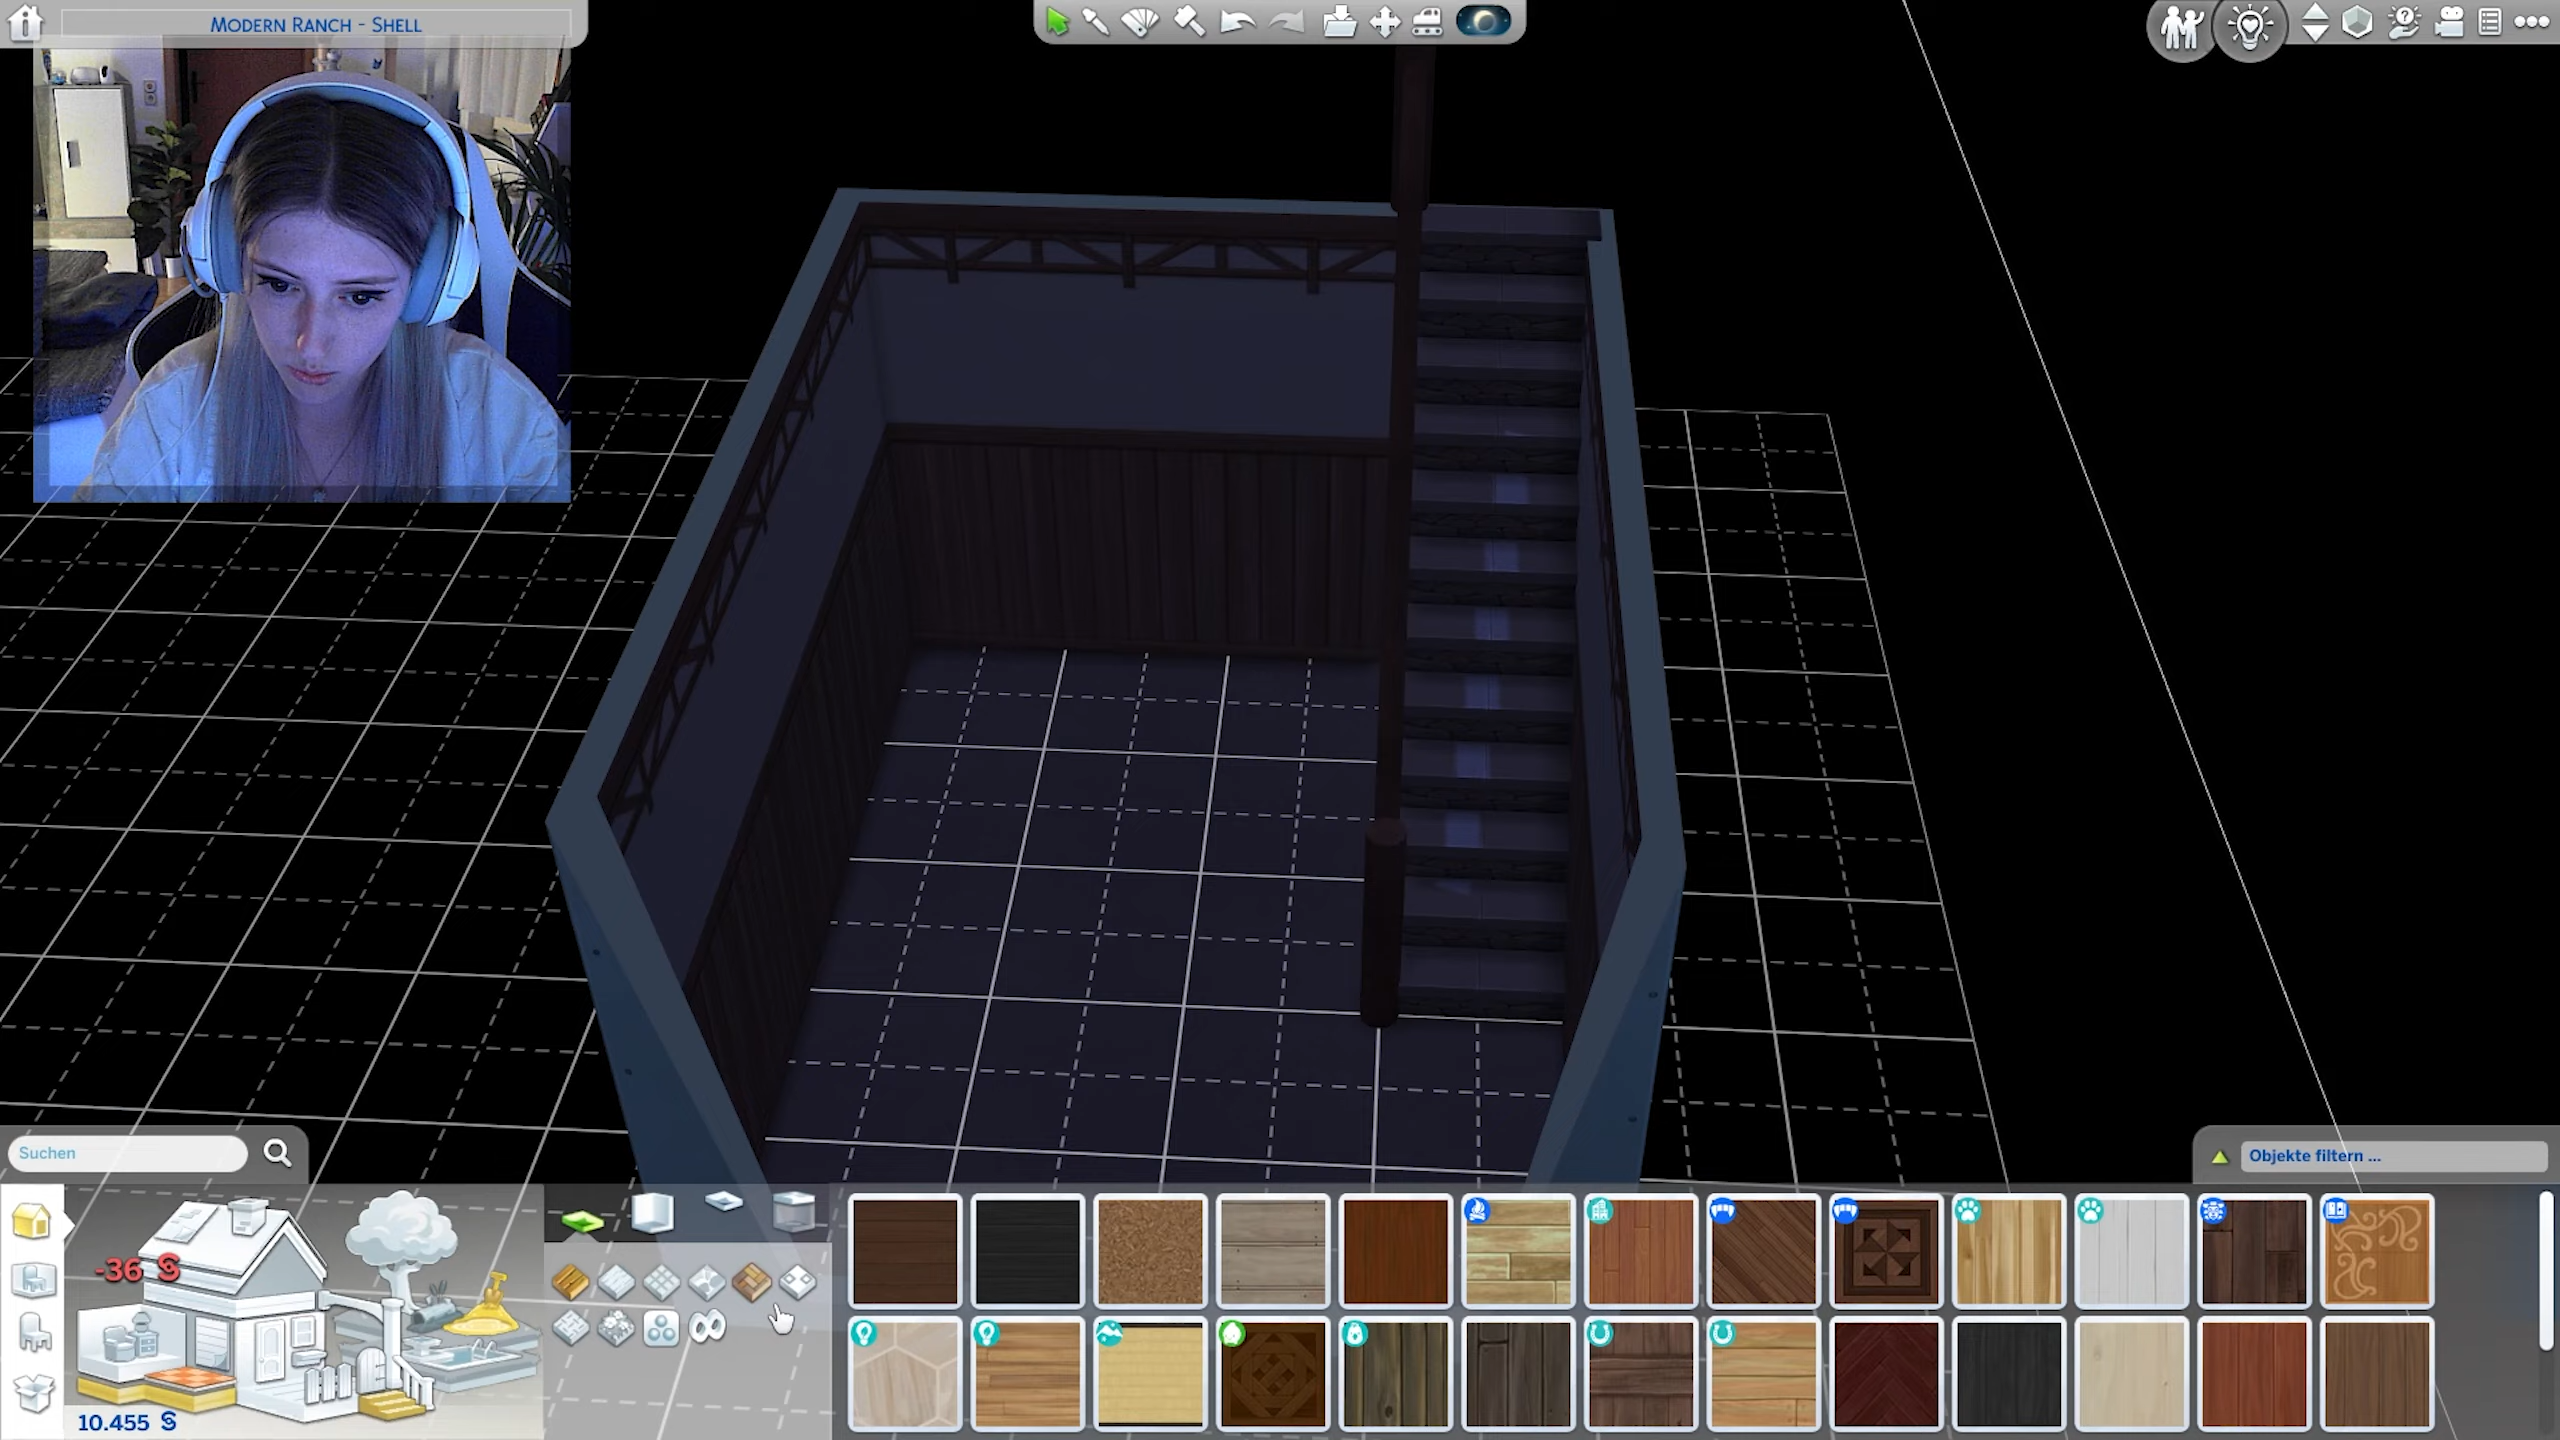 Modern Ranch - Shell
Suchen
Objekte filtern ...
-36 S
10.455 S